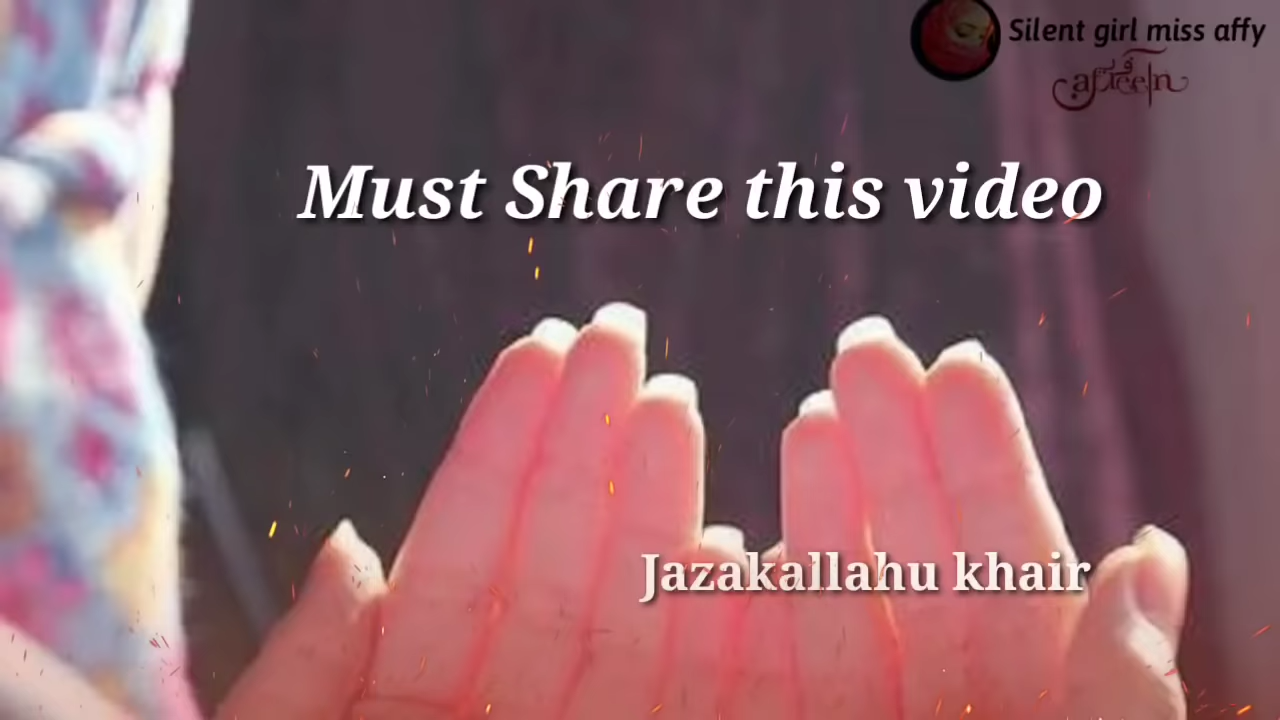 Silent girl miss affy
afreen
Must Share this video
Jazakallahu khair